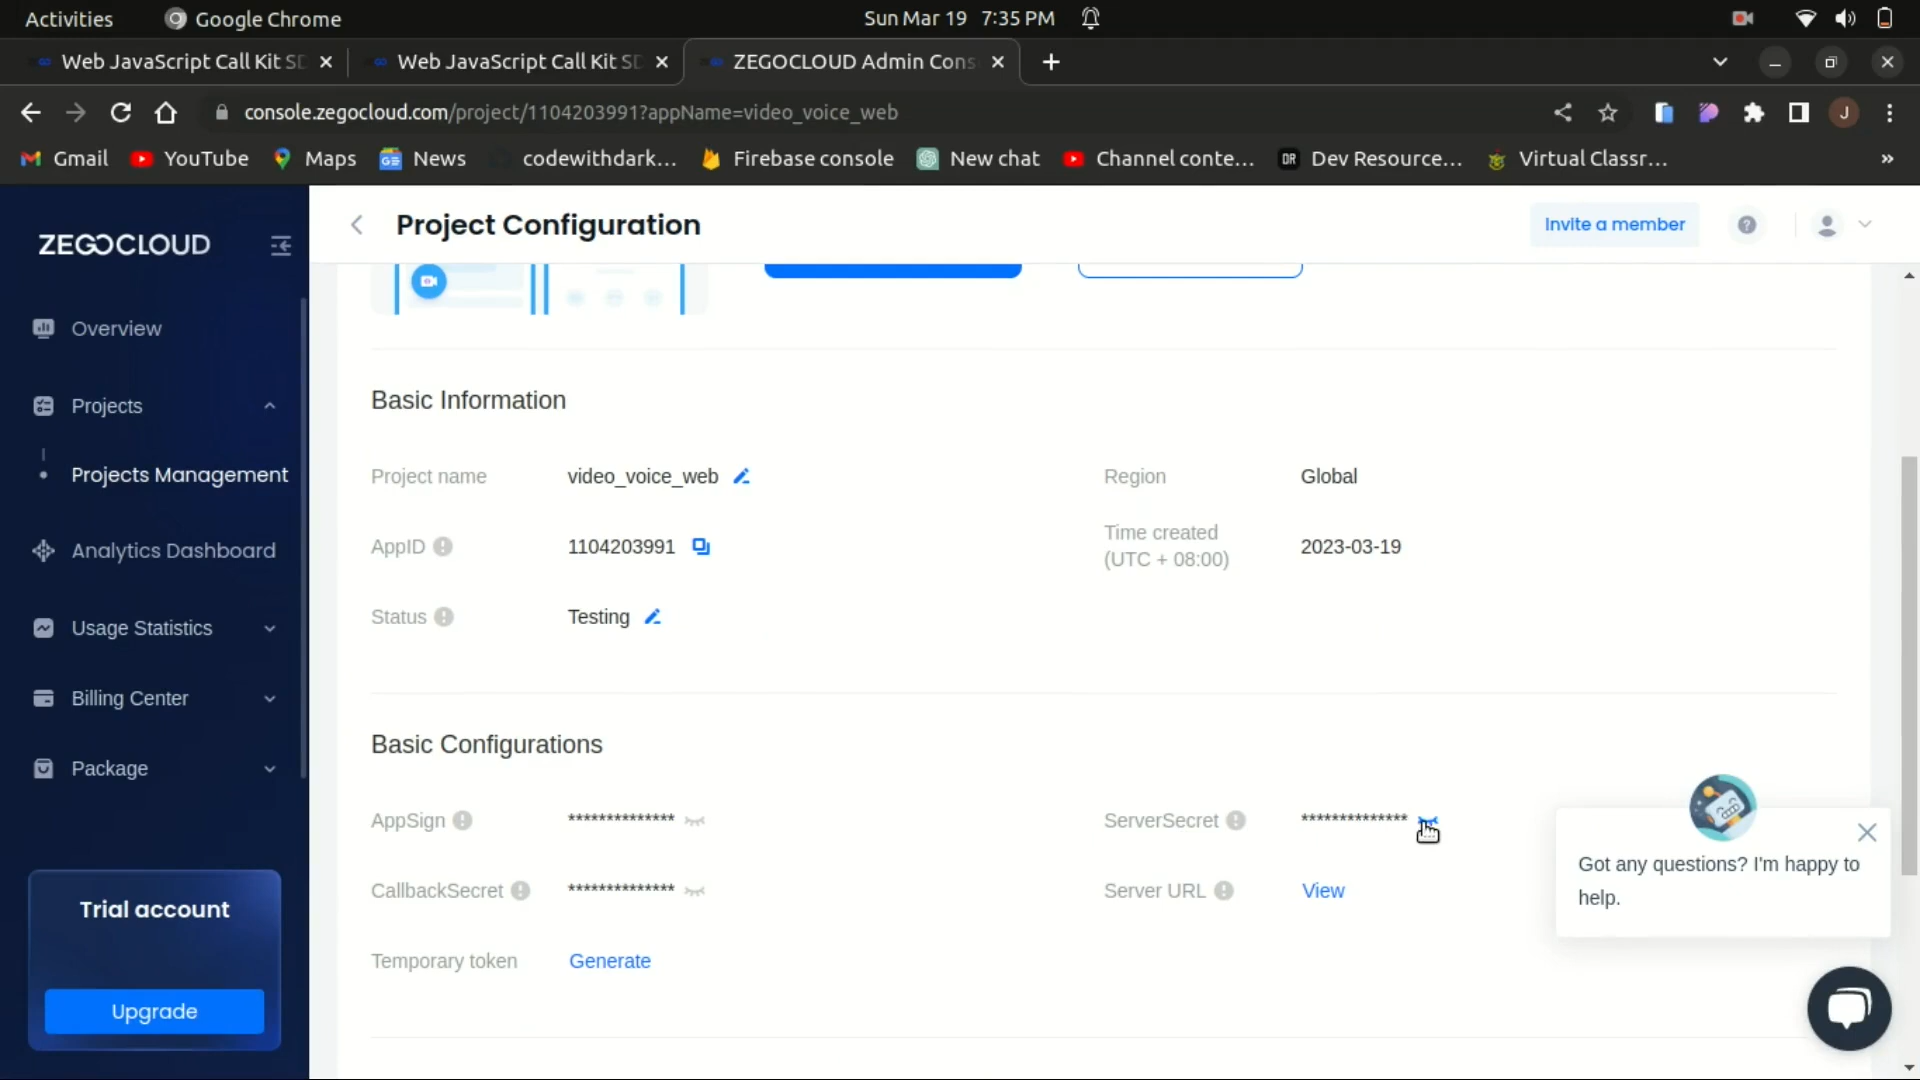 Activities Google Chrome Sun Mar 19 7:35 PM
Web JavaScript Call Kit SD Web JavaScript Call Kit SD ZEGOCLOUD Admin Cons
console.zegocloud.com/project/1104203991?appName=video_voice_web J
Gmail YouTube Maps GE News codewithdark... Firebase console New chat Channel conte... DR Dev Resource... Virtual Classr... »
ZEGOCLOUD
Project Configuration
Invite a member
Overview
Projects
Projects Management
Analytics Dashboard
Usage Statistics
Billing Center
Package
Trial account
Upgrade
Basic Information
Project name video_voice_web Region Global
AppID 1104203991 Time created
(UTC + 08:00) 2023-03-19
Status Testing
Basic Configurations
AppSign ************** ServerSecret **************
CallbackSecret ************** Server URL View
Temporary token Generate
Got any questions? I'm happy to
help.